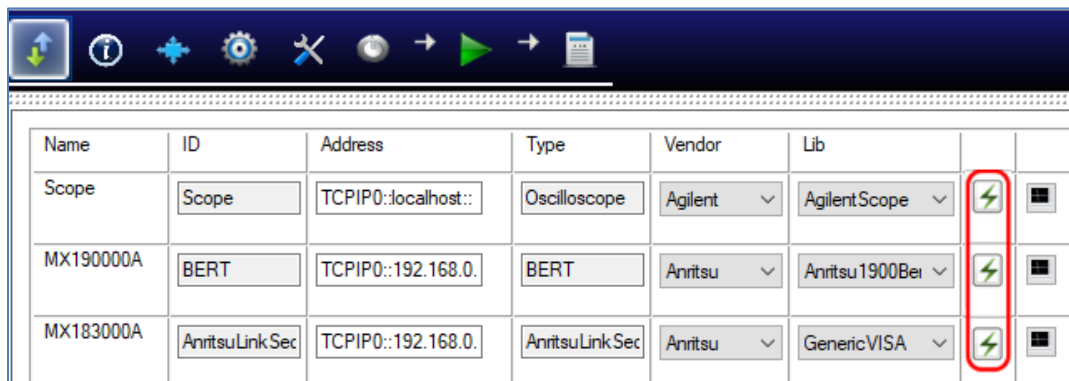 Name ID Address Type Vendor Lib
Scope Scope TCPIP0::localhost:: Oscilloscope Agilent AgilentScope
MX190000A BERT TCPIP0::192.168.0. BERT Anritsu Anritsu1900Ber
MX183000A AnritsuLinkSec TCPIP0::192.168.0. AnritsuLinkSec Anritsu GenericVISA